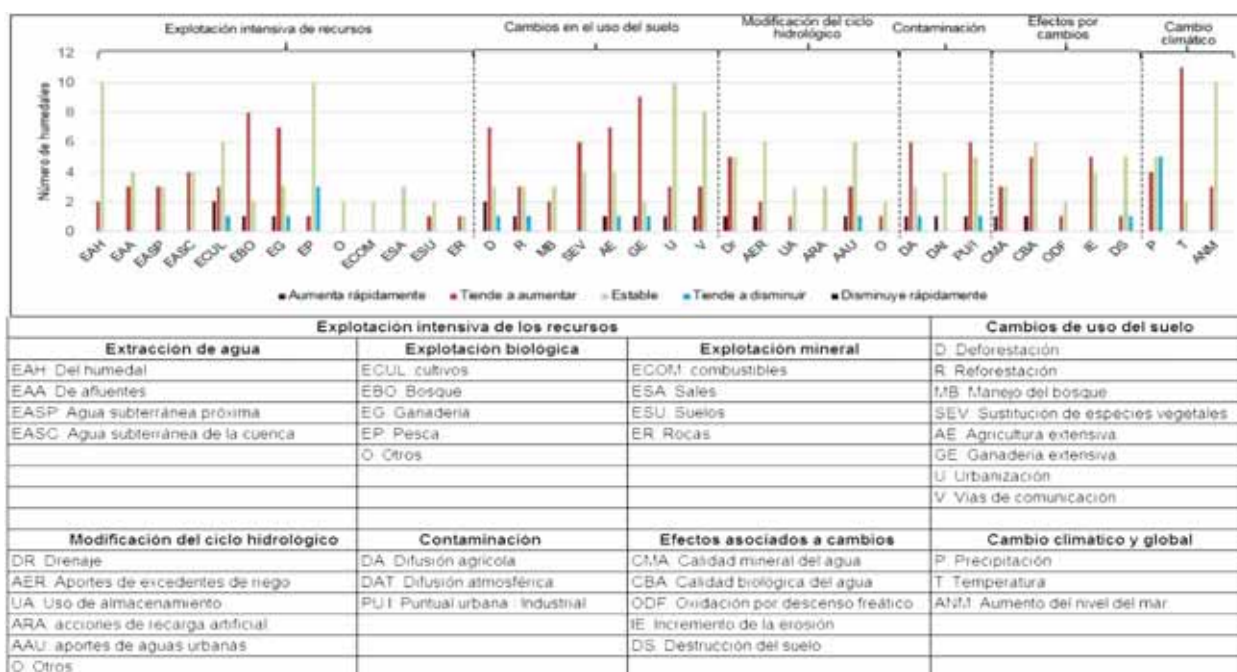 Explotación intensiva de recursos
Cambios en el uso del suelo
Modificación del ciclo hidrológico
Contaminación
Efectos por cambios
Cambio climático
Número de humedales
12
10
8
6
4
2
0
EAH EAA EASP EASC ECUL EBO EG EP O ECOM ESA ESU ER D R MB SEV AE GE U V Dr AER UA ARA AAU O DA DAt PU/I CMA CBA ODF IE DS P T ANM
Aumenta rápidamente Tiende a aumentar Estable Tiende a disminuir Disminuye rápidamente
Explotación intensiva de los recursos Cambios de uso del suelo
Extracción de agua Explotación biológica Explotación mineral D Deforestación
EAH Del humedal ECUL cultivos ECOM combustibles R Reforestación
EAA De afluentes EBO Bosque ESA Sales MB Manejo del bosque
EASP Agua subterránea próxima EG Ganadería ESU Suelos SEV Sustitución de especies vegetales
EASC Agua subterránea de la cuenca EP Pesca ER Rocas AE Agricultura extensiva
O Otros GE Ganadería extensiva
U Urbanización
V Vías de comunicación
Modificación del ciclo hidrologico Contaminación Efectos asociados a cambios Cambio climático y global
DR Drenaje DA Difusión agrícola CMA Calidad mineral del agua P Precipitación
AER Aportes de excedentes de riego DAT Difusión atmosférica CBA Calidad biológica del agua T Temperatura
UA Uso de almacenamiento PU I Puntual urbana Industrial ODF Oxidación por descenso freático ANM Aumento del nivel del mar
ARA acciones de recarga artificial IE Incremento de la erosión
AAU aportes de aguas urbanas DS Destrucción del suelo
O Otros